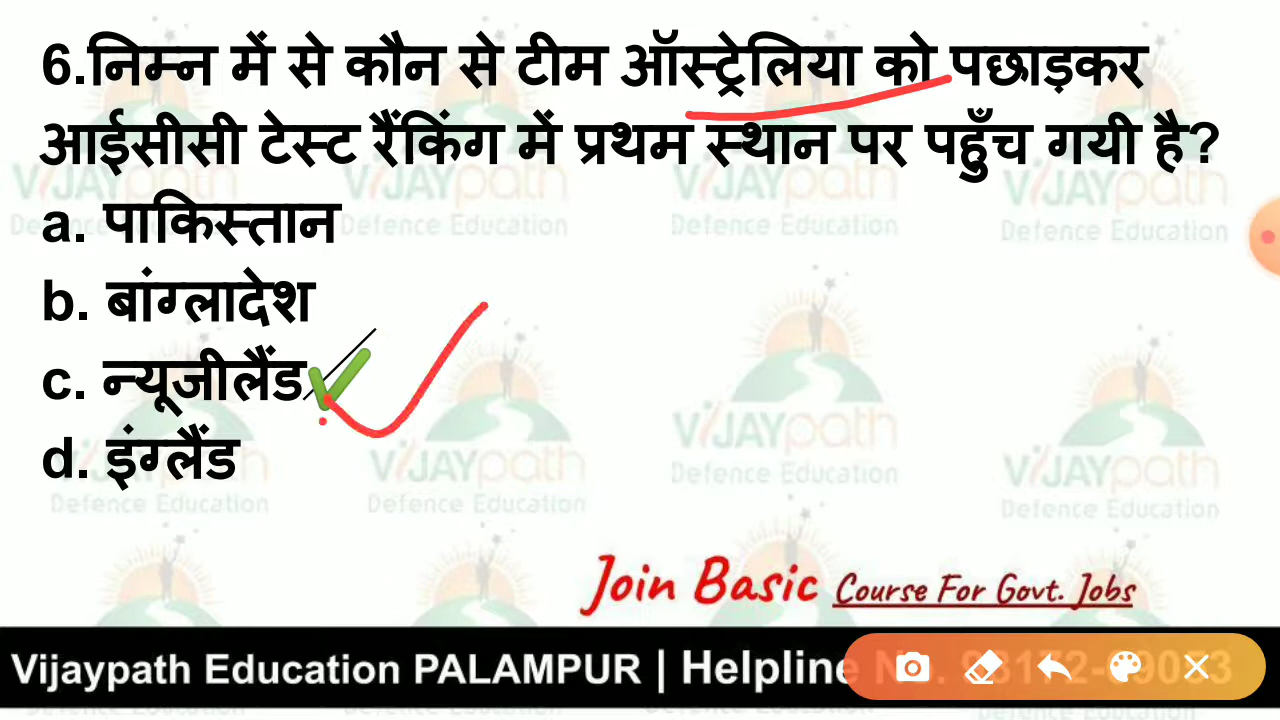 6.निम्न में से कौन से टीम ऑस्ट्रेलिया को पछाड़कर
आईसीसी टेस्ट रैंकिंग में प्रथम स्थान पर पहुँच गयी है?
a. पाकिस्तान
b. बांग्लादेश
c. न्यूजीलैंड
d. इंग्लैंड
Join Basic Course For Govt. Jobs
Vijaypath Education PALAMPUR | Helpline No.
ViJAYpath
Defence Education